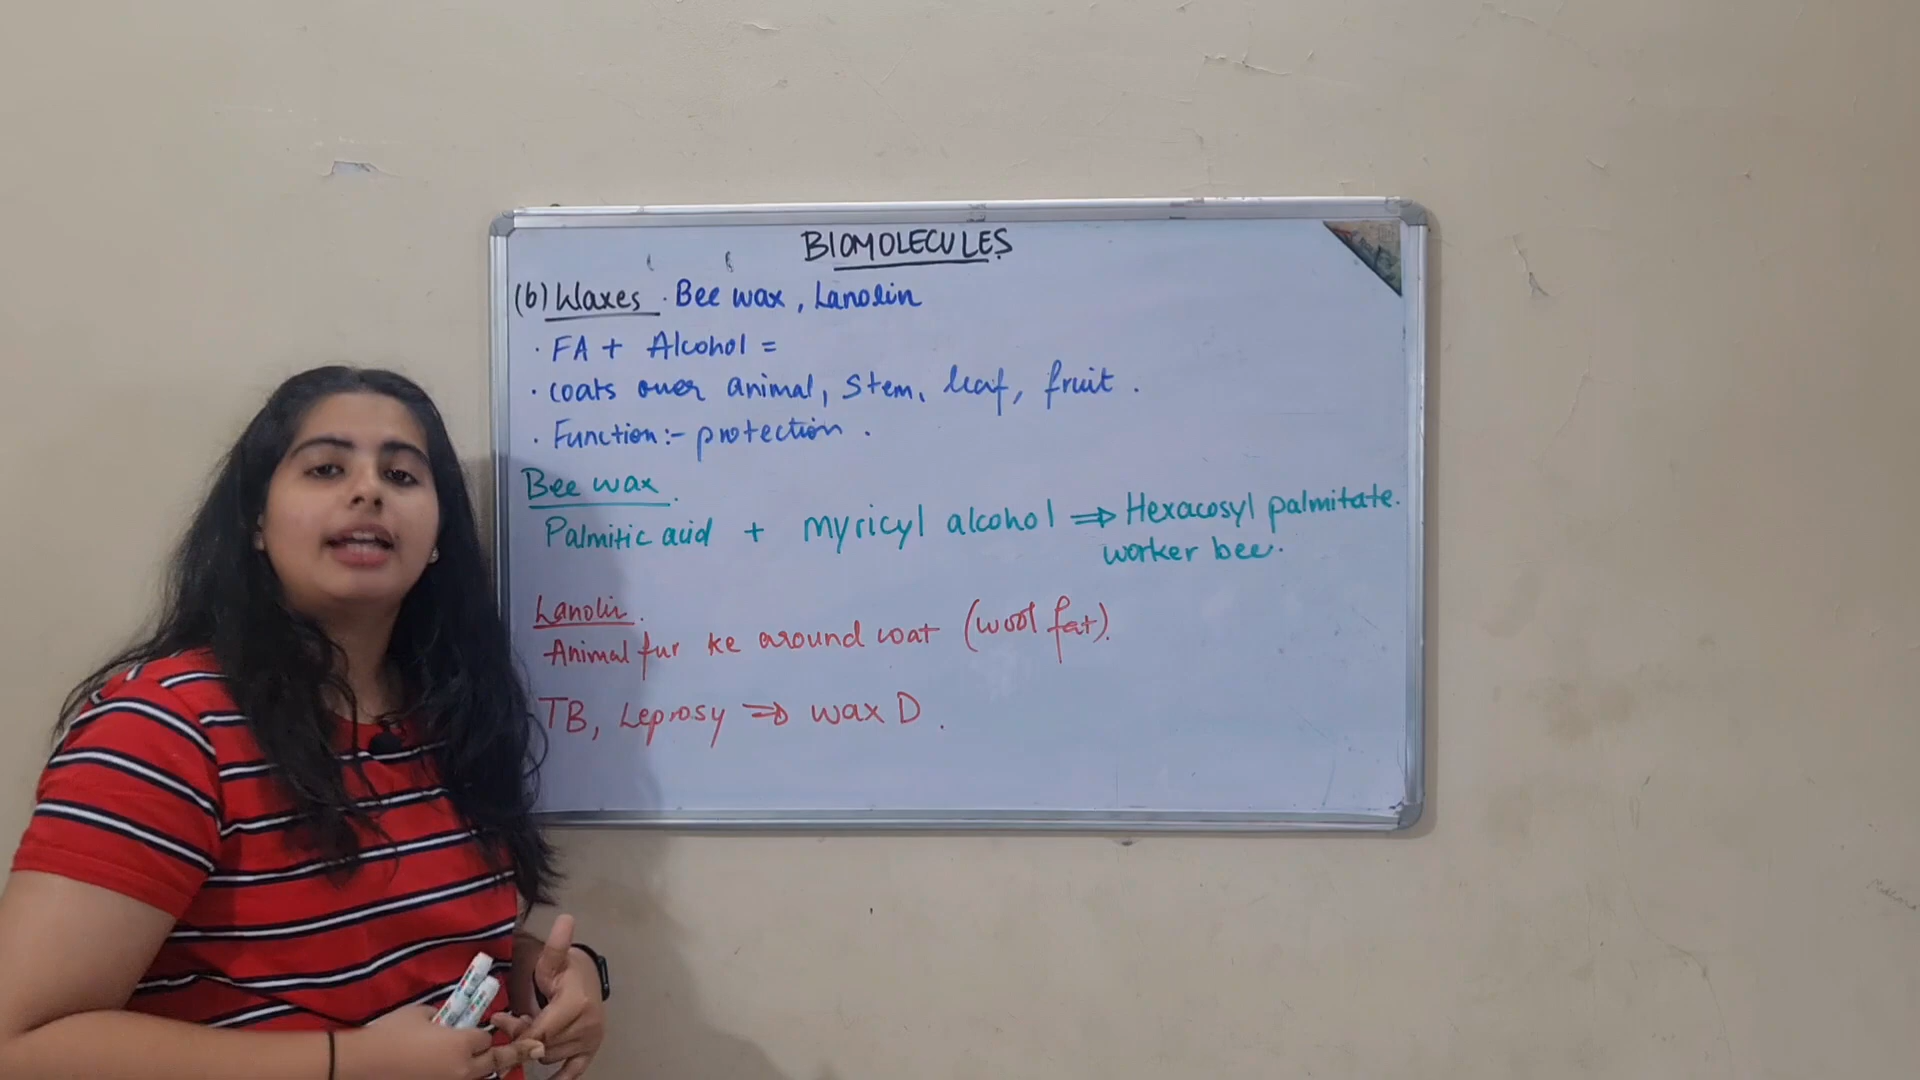 BIOMOLECULES
(b) Waxes . Bee wax, Lanolin
. FA + Alcohol =
. coats over animal, stem, leaf, fruit .
. Function:- protection .
Bee wax .
Palmitic acid + myricyl alcohol ⇒ Hexacosyl palmitate.
worker bee.
Lanolin .
Animal fur ke around coat (wool fat).
TB, Leprosy ⇒ wax D .